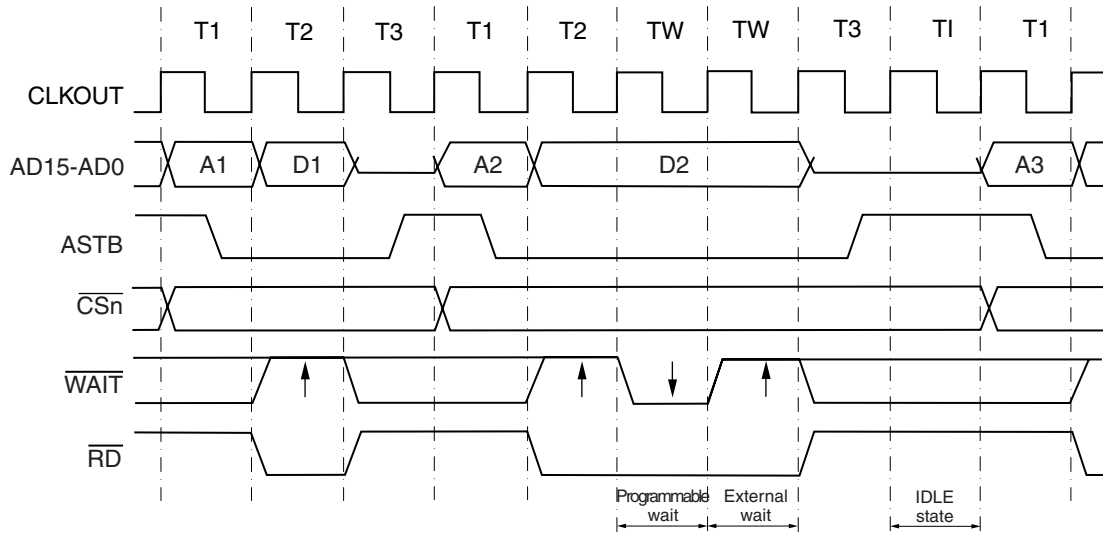 T1 T2 T3 T1 T2 TW TW T3 TI T1
CLKOUT
AD15-AD0 A1 D1 A2 D2 A3
ASTB
CSn
WAIT
RD
Programmable wait
External wait
IDLE state